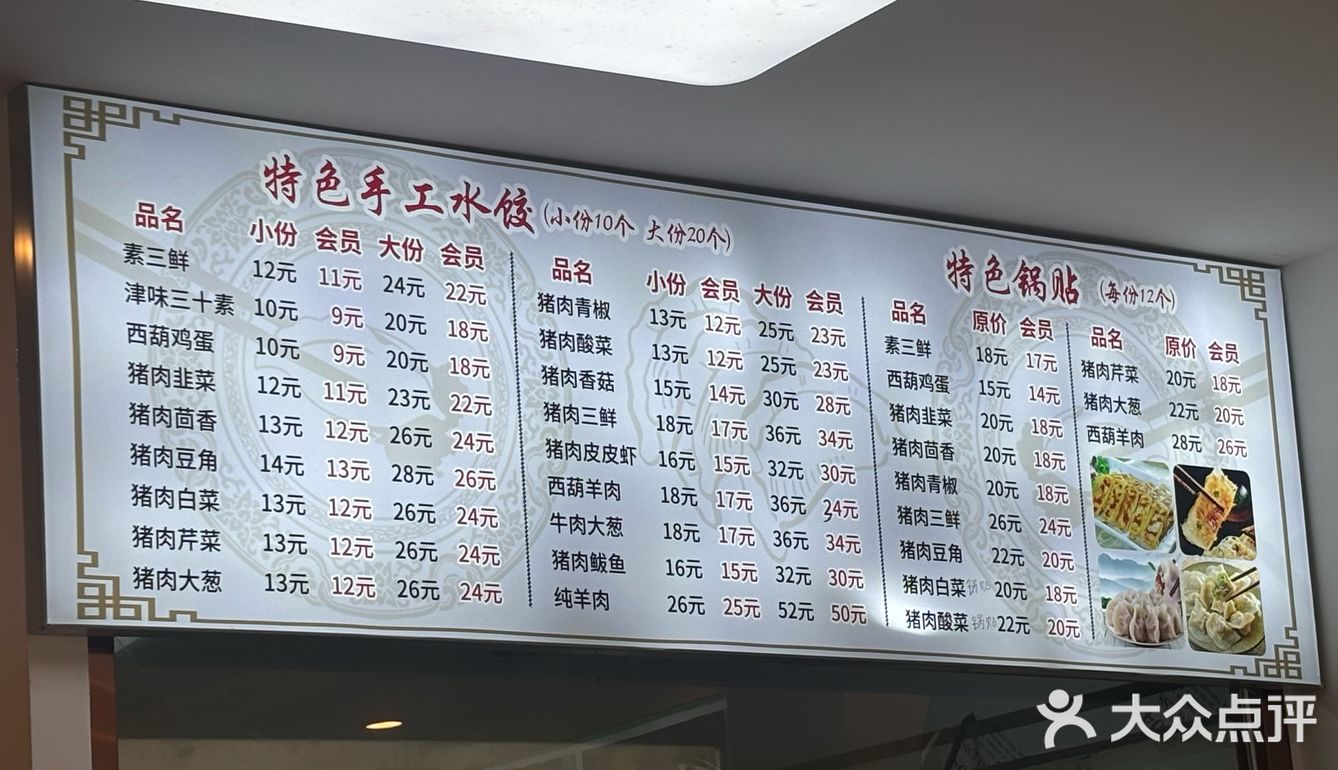 特色手工水饺(小份10个 大份20个)
品名 小份 会员 大份 会员
素三鲜 12元 11元 24元 22元
津味三十素 10元 9元 20元 18元
西葫鸡蛋 10元 9元 20元 18元
猪肉韭菜 12元 11元 23元 22元
猪肉茴香 13元 12元 26元 24元
猪肉豆角 14元 13元 28元 26元
猪肉白菜 13元 12元 26元 24元
猪肉芹菜 13元 12元 26元 24元
猪肉大葱 13元 12元 26元 24元
品名 小份 会员 大份 会员
猪肉青椒 13元 12元 25元 23元
猪肉酸菜 13元 12元 25元 23元
猪肉香菇 15元 14元 30元 28元
猪肉三鲜 18元 17元 36元 34元
猪肉皮皮虾 16元 15元 32元 30元
西葫羊肉 18元 17元 36元 24元
牛肉大葱 18元 17元 36元 34元
猪肉鲅鱼 16元 15元 32元 30元
纯羊肉 26元 25元 52元 50元
特色锅贴 (每份12个)
品名 原价 会员
素三鲜 18元 17元
西葫鸡蛋 15元 14元
猪肉韭菜 20元 18元
猪肉茴香 20元 18元
猪肉青椒 20元 18元
猪肉三鲜 26元 24元
猪肉豆角 22元 20元
猪肉白菜锅贴 20元 18元
猪肉酸菜锅贴 22元 20元
品名 原价 会员
猪肉芹菜 20元 18元
猪肉大葱 22元 20元
西葫羊肉 28元 26元
大众点评